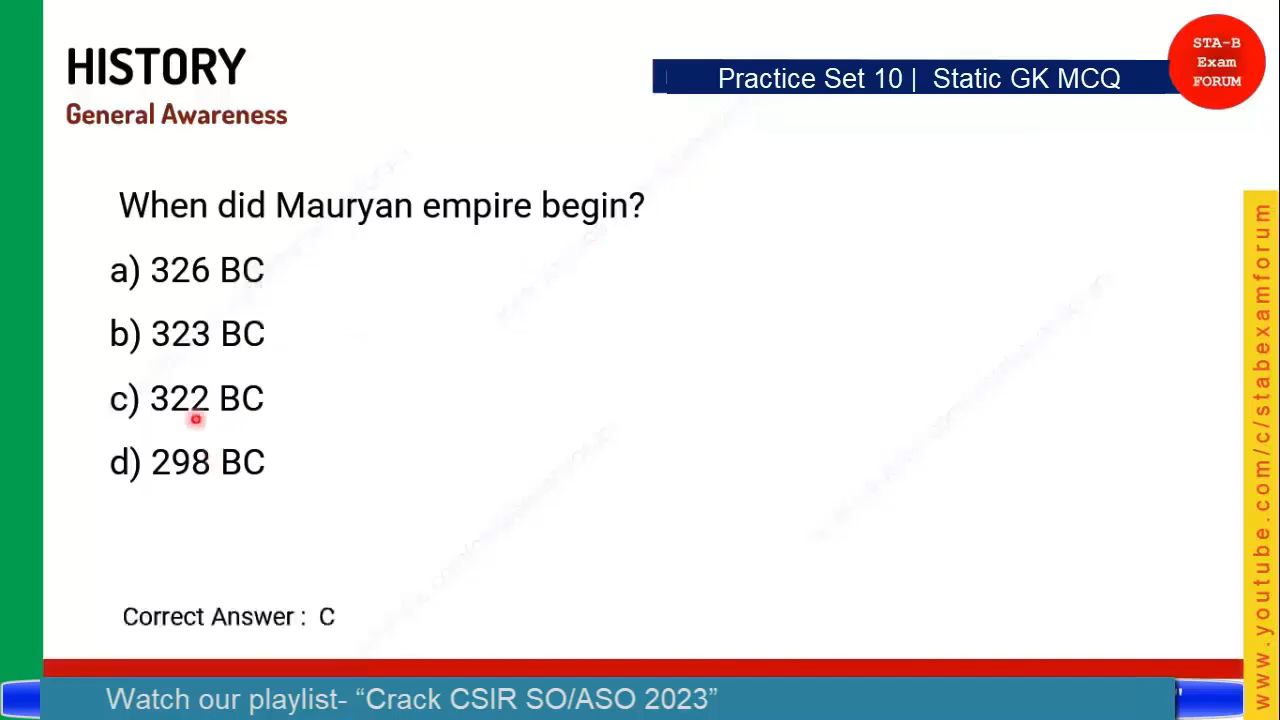 HISTORY
General Awareness
Practice Set 10 | Static GK MCQ
STA-B
Exam
FORUM
When did Mauryan empire begin?
a) 326 BC
b) 323 BC
c) 322 BC
d) 298 BC
Correct Answer : C
Watch our playlist- “Crack CSIR SO/ASO 2023”
"
www.youtube.com/c/stabexamforum